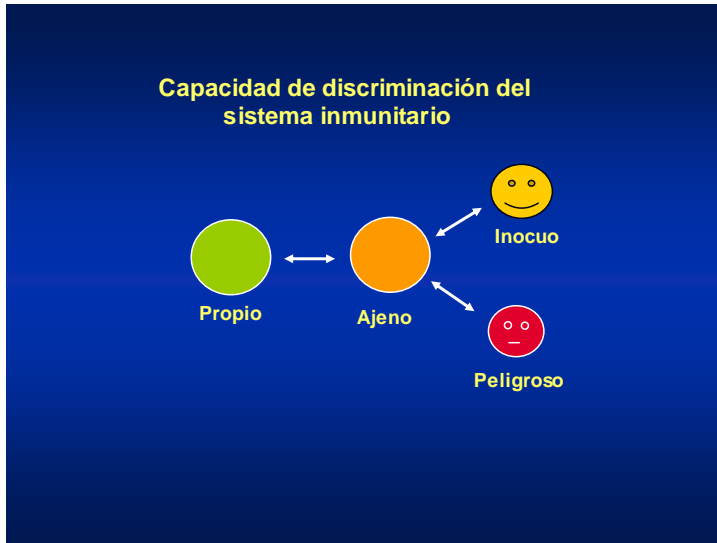 Capacidad de discriminación del
sistema inmunitario
Inocuo
Propio
Ajeno
Peligroso